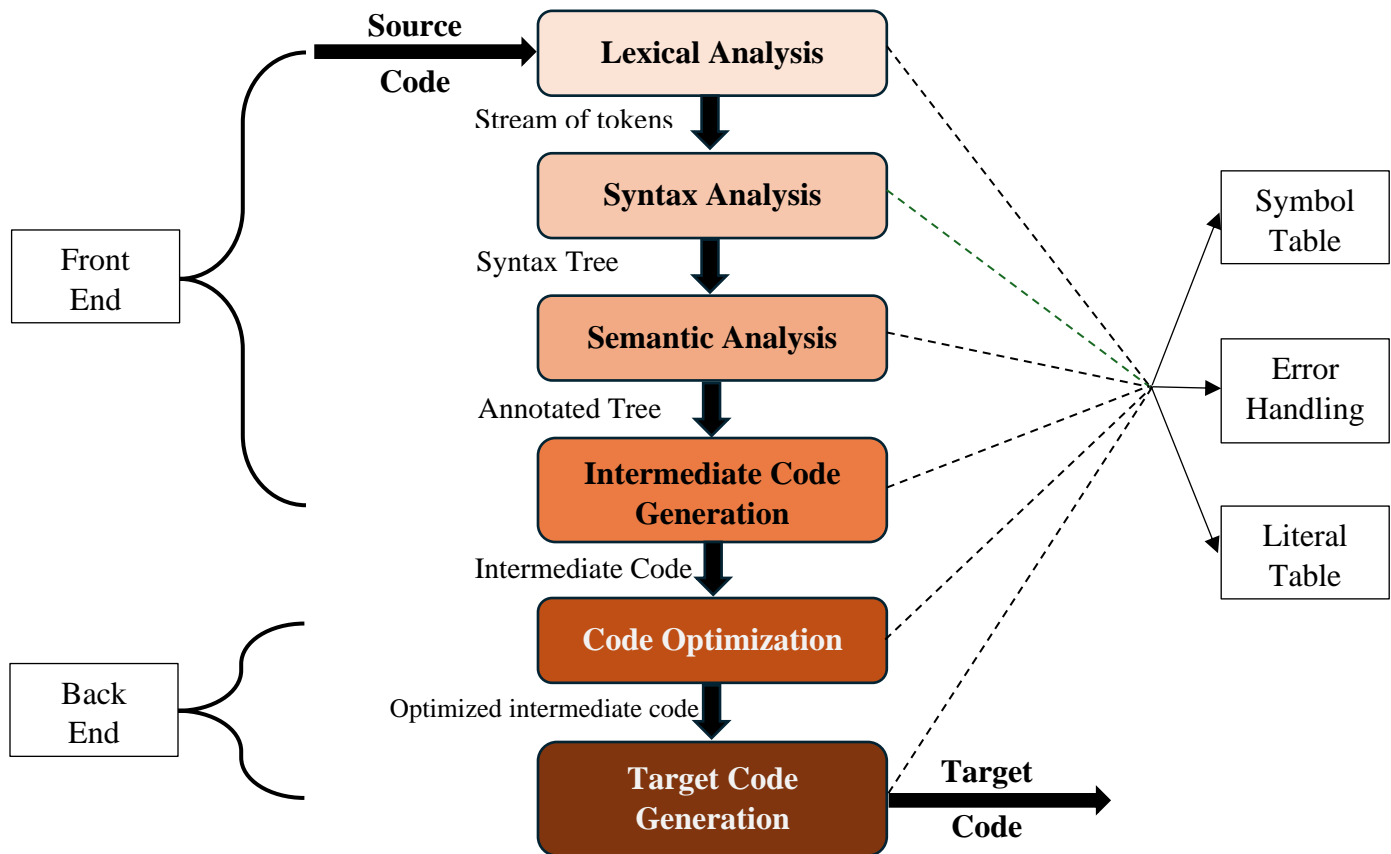 Source
Code
Lexical Analysis
Stream of tokens
Syntax Analysis
Syntax Tree
Semantic Analysis
Annotated Tree
Intermediate Code
Generation
Intermediate Code
Code Optimization
Optimized intermediate code
Target Code
Generation
Target
Code
Front
End
Back
End
Symbol
Table
Error
Handling
Literal
Table